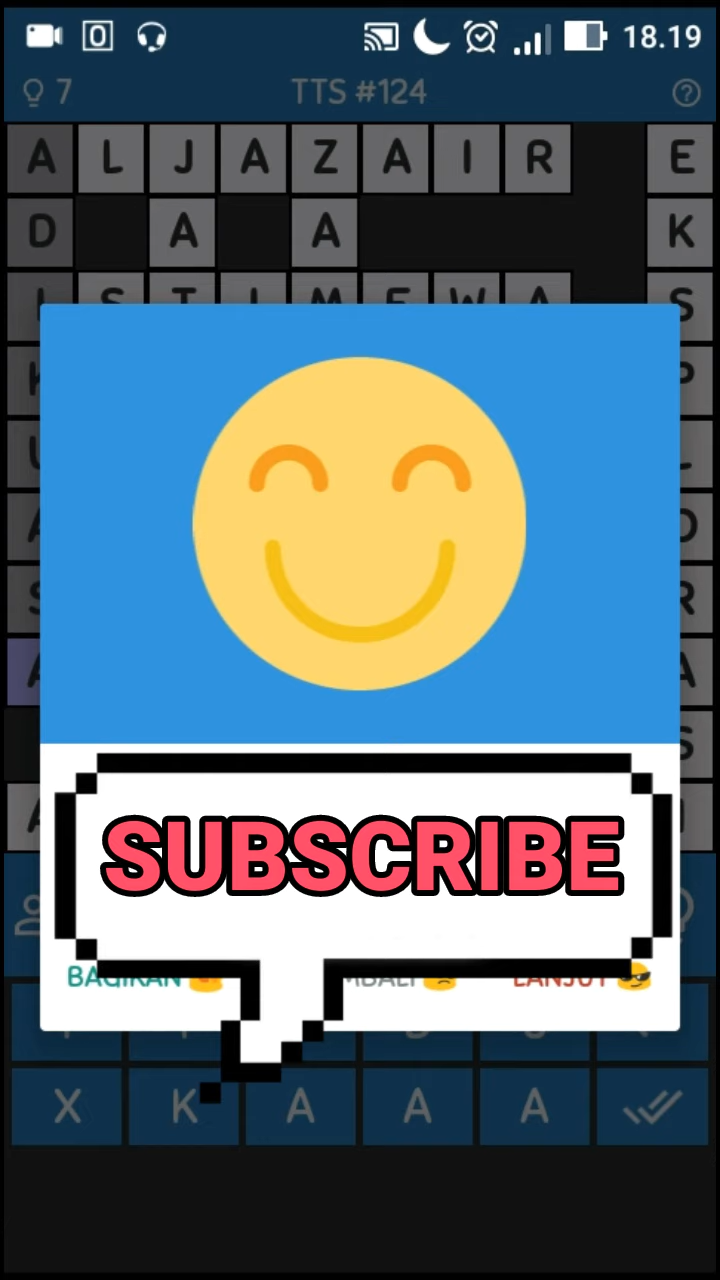 18.19
7 TTS #124
A L J A Z A I R E
D A A K
I S T I M E W A S
K P
U L
A O
S R
A A
S
A
SUBSCRIBE
BAGIKAN LANJUT
X K A A A